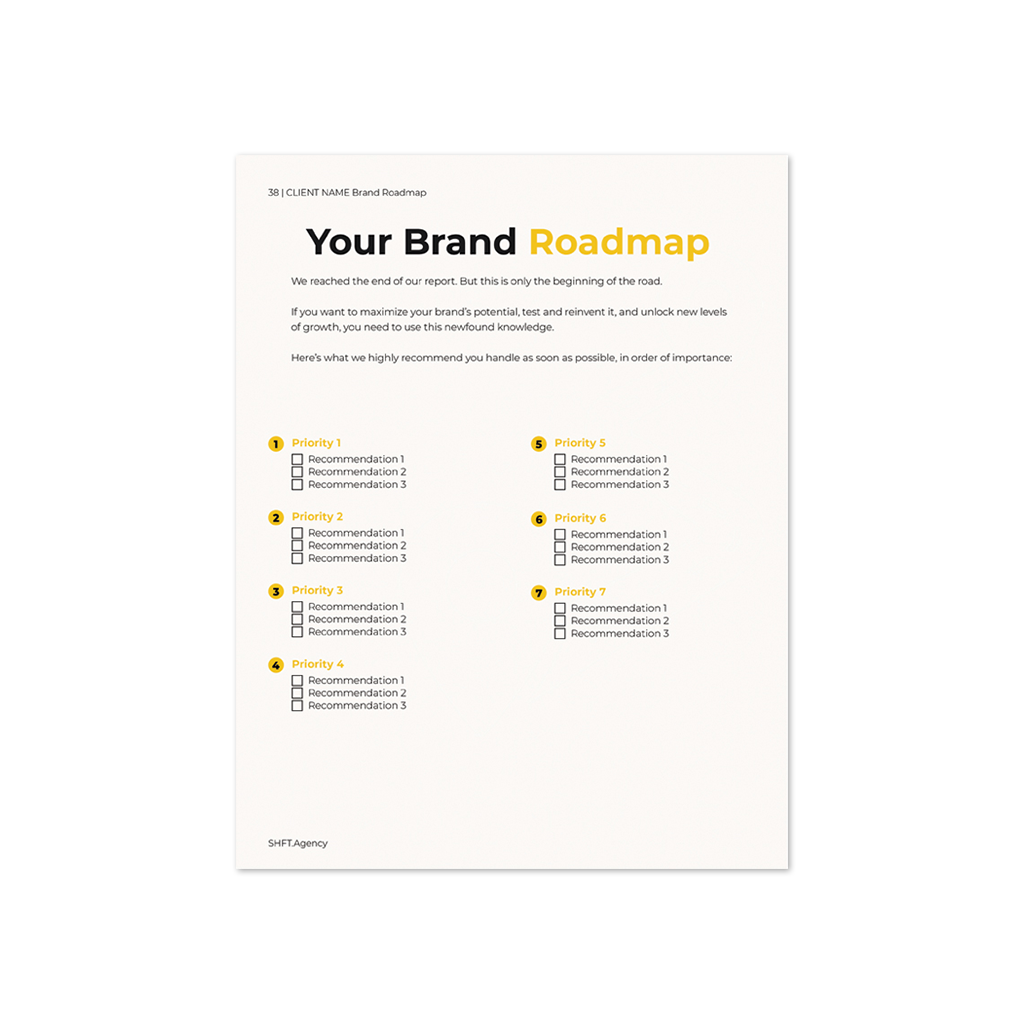 38 | CLIENT NAME Brand Roadmap
Your Brand Roadmap
We reached the end of our report. But this is only the beginning of the road.
If you want to maximize your brand's potential, test and reinvent it, and unlock new levels
of growth, you need to use this newfound knowledge.
Here's what we highly recommend you handle as soon as possible, in order of importance:
1 Priority 1
Recommendation 1
Recommendation 2
Recommendation 3
2 Priority 2
Recommendation 1
Recommendation 2
Recommendation 3
3 Priority 3
Recommendation 1
Recommendation 2
Recommendation 3
4 Priority 4
Recommendation 1
Recommendation 2
Recommendation 3
5 Priority 5
Recommendation 1
Recommendation 2
Recommendation 3
6 Priority 6
Recommendation 1
Recommendation 2
Recommendation 3
7 Priority 7
Recommendation 1
Recommendation 2
Recommendation 3
SHFT.Agency